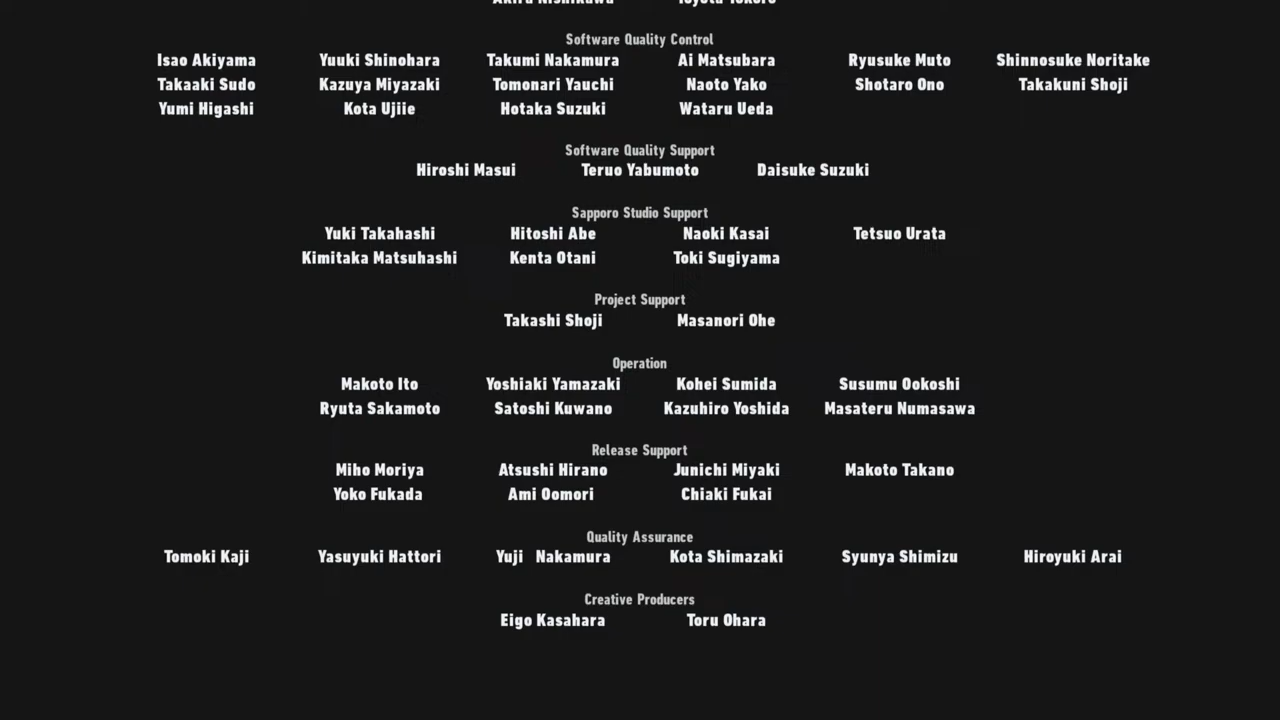 Akira Nishikawa Toyota Tokoro
Software Quality Control
Isao Akiyama Yuuki Shinohara Takumi Nakamura Ai Matsubara Ryusuke Muto Shinnosuke Noritake
Takaaki Sudo Kazuya Miyazaki Tomonari Yauchi Naoto Yako Shotaro Ono Takakuni Shoji
Yumi Higashi Kota Ujiie Hotaka Suzuki Wataru Ueda
Software Quality Support
Hiroshi Masui Teruo Yabumoto Daisuke Suzuki
Sapporo Studio Support
Yuki Takahashi Hitoshi Abe Naoki Kasai Tetsuo Urata
Kimitaka Matsuhashi Kenta Otani Toki Sugiyama
Project Support
Takashi Shoji Masanori Ohe
Operation
Makoto Ito Yoshiaki Yamazaki Kohei Sumida Susumu Ookoshi
Ryuta Sakamoto Satoshi Kuwano Kazuhiro Yoshida Masateru Numasawa
Release Support
Miho Moriya Atsushi Hirano Junichi Miyaki Makoto Takano
Yoko Fukada Ami Oomori Chiaki Fukai
Quality Assurance
Tomoki Kaji Yasuyuki Hattori Yuji Nakamura Kota Shimazaki Syunya Shimizu Hiroyuki Arai
Creative Producers
Eigo Kasahara Toru Ohara